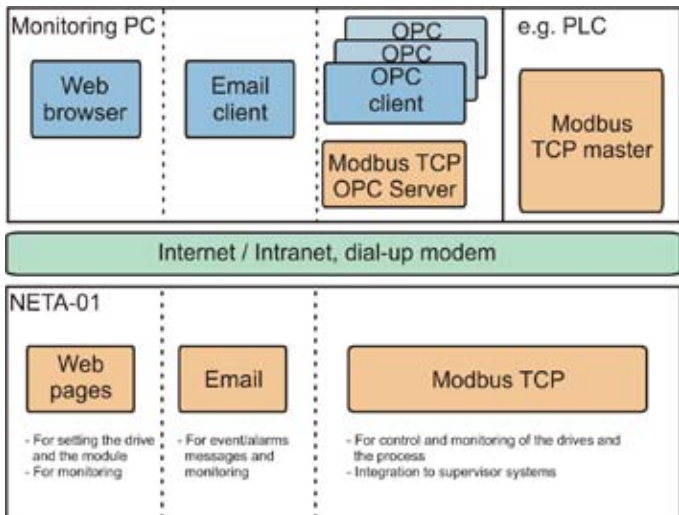 Monitoring PC
e.g. PLC
Web
browser
Email
client
OPC
OPC
OPC
client
Modbus TCP
OPC Server
Modbus
TCP master
Internet / Intranet, dial-up modem
NETA-01
Web
pages
Email
Modbus TCP
- For setting the drive
and the module
- For monitoring
- For event/alarms
messages and
monitoring
- For control and monitoring of the drives and
the process
- Integration to supervisor systems